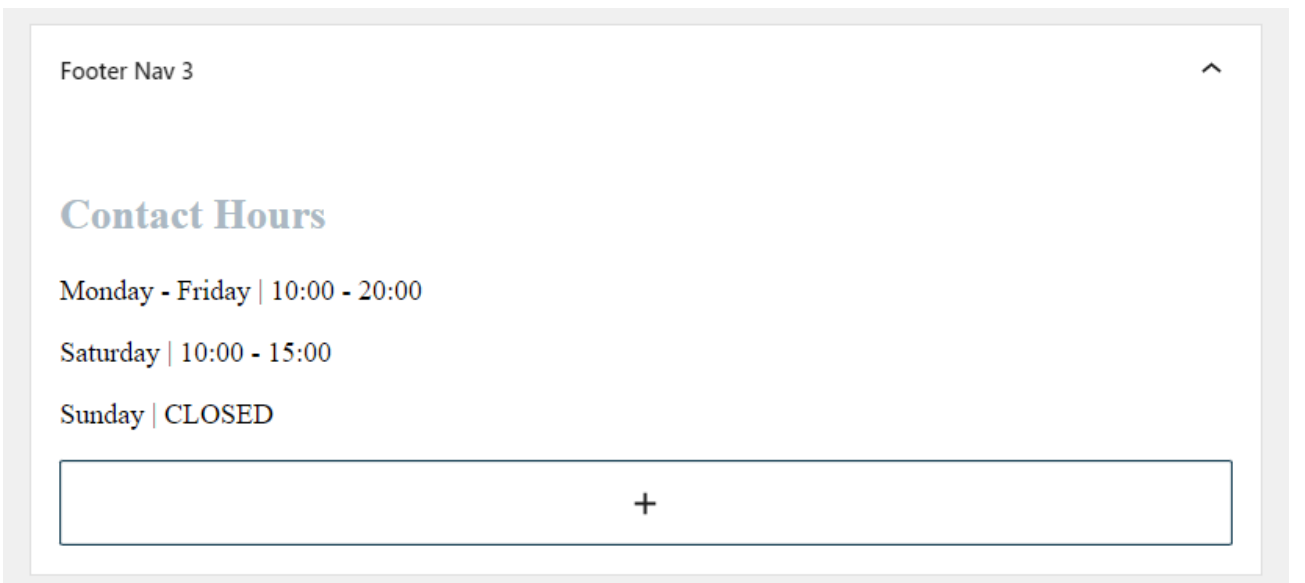 Footer Nav 3
Contact Hours
Monday - Friday | 10:00 - 20:00
Saturday | 10:00 - 15:00
Sunday | CLOSED
+